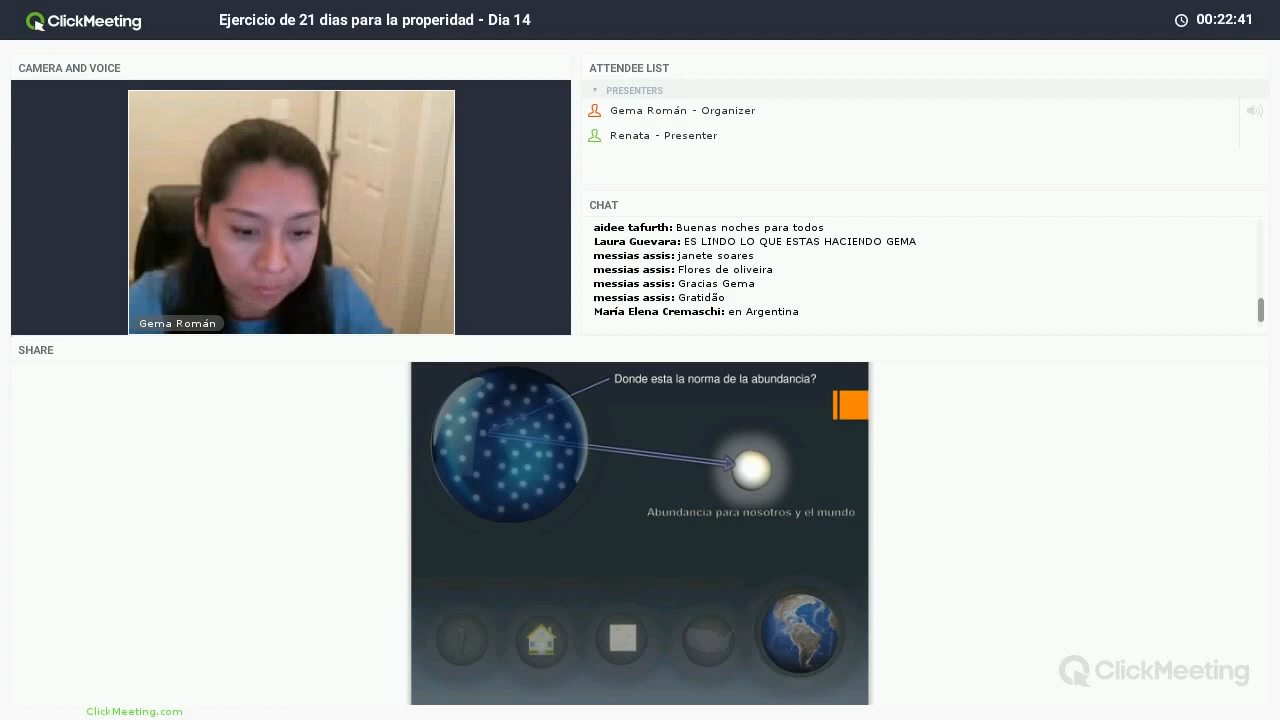 ClickMeeting
Ejercicio de 21 dias para la properidad - Dia 14
00:22:41
CAMERA AND VOICE
Gema Román
ATTENDEE LIST
PRESENTERS
Gema Román - Organizer
Renata - Presenter
CHAT
aidee tafurth: Buenas noches para todos
Laura Guevara: ES LINDO LO QUE ESTAS HACIENDO GEMA
messias assis: janete soares
messias assis: Flores de oliveira
messias assis: Gracias Gema
messias assis: Gratidão
María Elena Cremaschi: en Argentina
SHARE
Donde esta la norma de la abundancia?
Abundancia para nosotros y el mundo
ClickMeeting
ClickMeeting.com